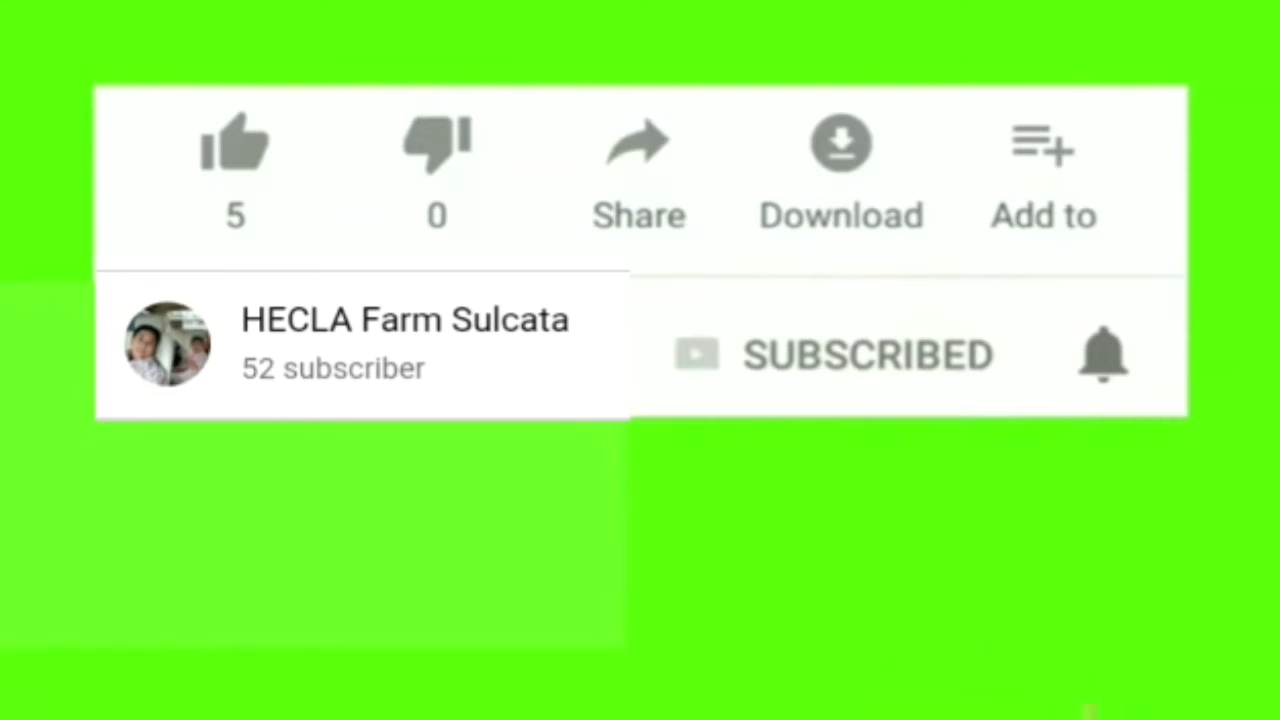 5 0 Share Download Add to
HECLA Farm Sulcata
52 subscriber
SUBSCRIBED